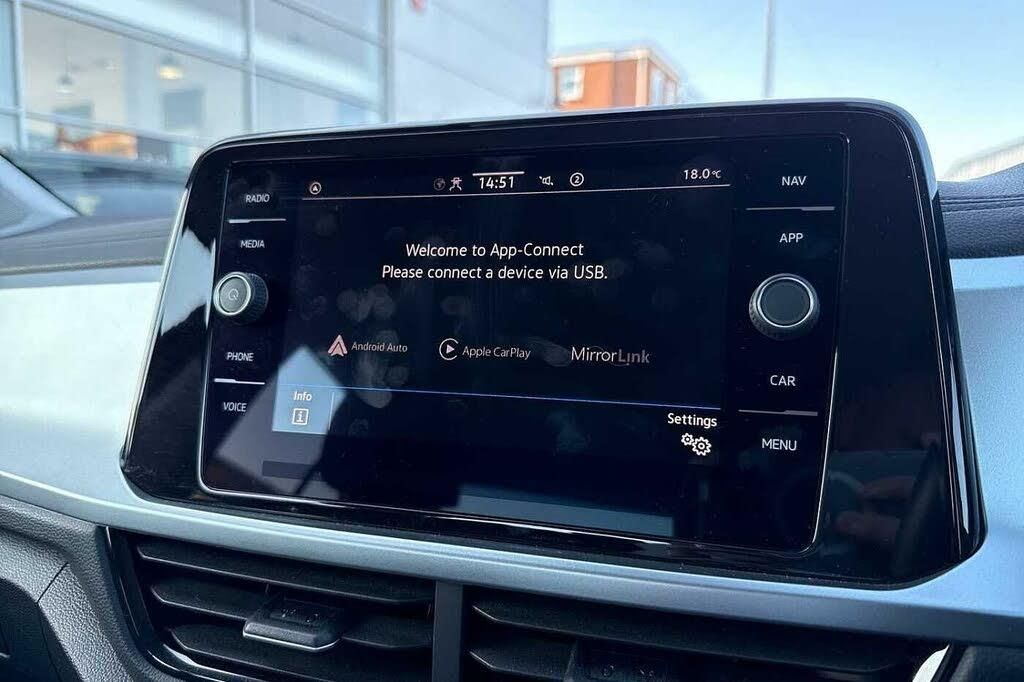 RADIO
MEDIA
PHONE
VOICE
14:51
2
18.0°C
Welcome to App-Connect
Please connect a device via USB.
Android Auto
Apple CarPlay
MirrorLink
Info
i
Settings
NAV
APP
CAR
MENU